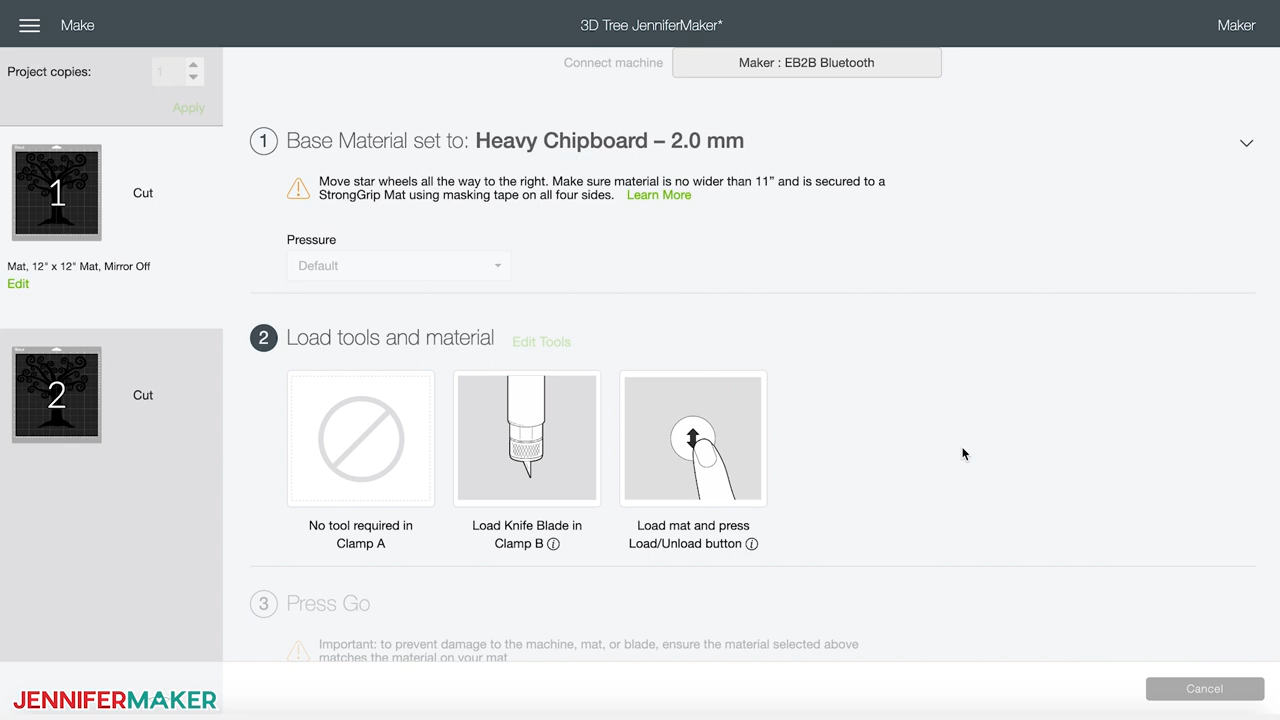 Make
3D Tree JenniferMaker*
Maker
Project copies:
1
Apply
Connect machine
Maker : EB2B Bluetooth
1
Cut
Mat, 12" x 12" Mat, Mirror Off
Edit
2
Cut
1 Base Material set to: Heavy Chipboard – 2.0 mm
Move star wheels all the way to the right. Make sure material is no wider than 11” and is secured to a
StrongGrip Mat using masking tape on all four sides. Learn More
Pressure
Default
2 Load tools and material Edit Tools
No tool required in
Clamp A
Load Knife Blade in
Clamp B
Load mat and press
Load/Unload button
3 Press Go
Important: to prevent damage to the machine, mat, or blade, ensure the material selected above
matches the material on your mat
Cancel
JENNIFERMAKER